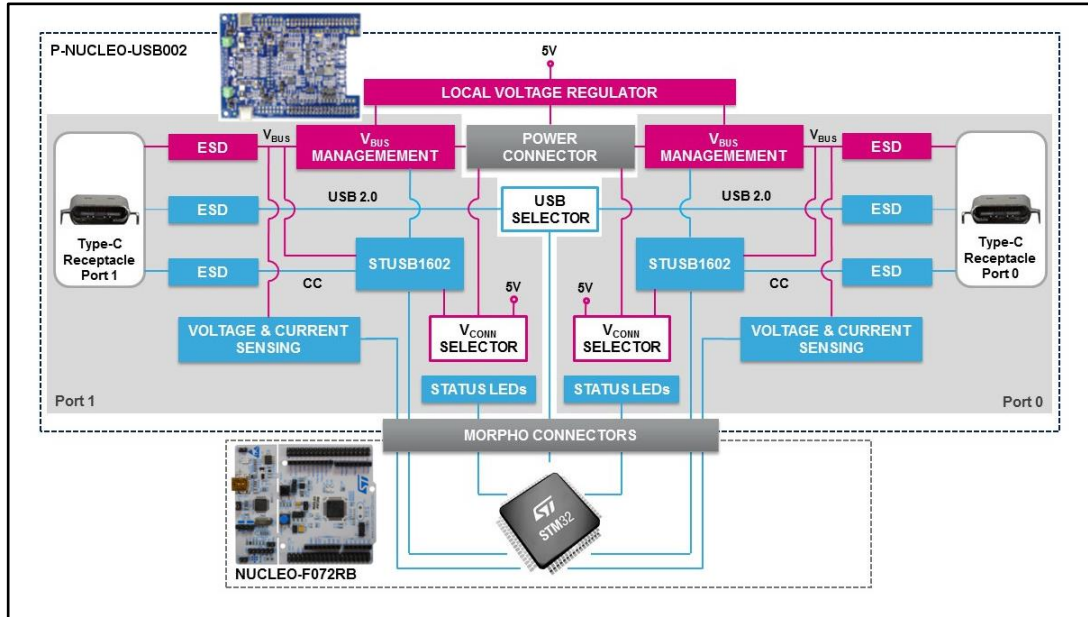 P-NUCLEO-USB002
5V
LOCAL VOLTAGE REGULATOR
ESD
VBUS
VBUS
MANAGEMEMENT
POWER
CONNECTOR
VBUS
MANAGEMEMENT
VBUS
ESD
ESD
USB 2.0
USB
SELECTOR
USB 2.0
ESD
Type-C
Receptacle
Port 1
Type-C
Receptacle
Port 0
ESD
CC
STUSB1602
STUSB1602
CC
ESD
5V
5V
VOLTAGE & CURRENT
SENSING
VCONN
SELECTOR
VCONN
SELECTOR
VOLTAGE & CURRENT
SENSING
STATUS LEDs
STATUS LEDs
Port 1
Port 0
MORPHO CONNECTORS
ST
STM32
NUCLEO-F072RB